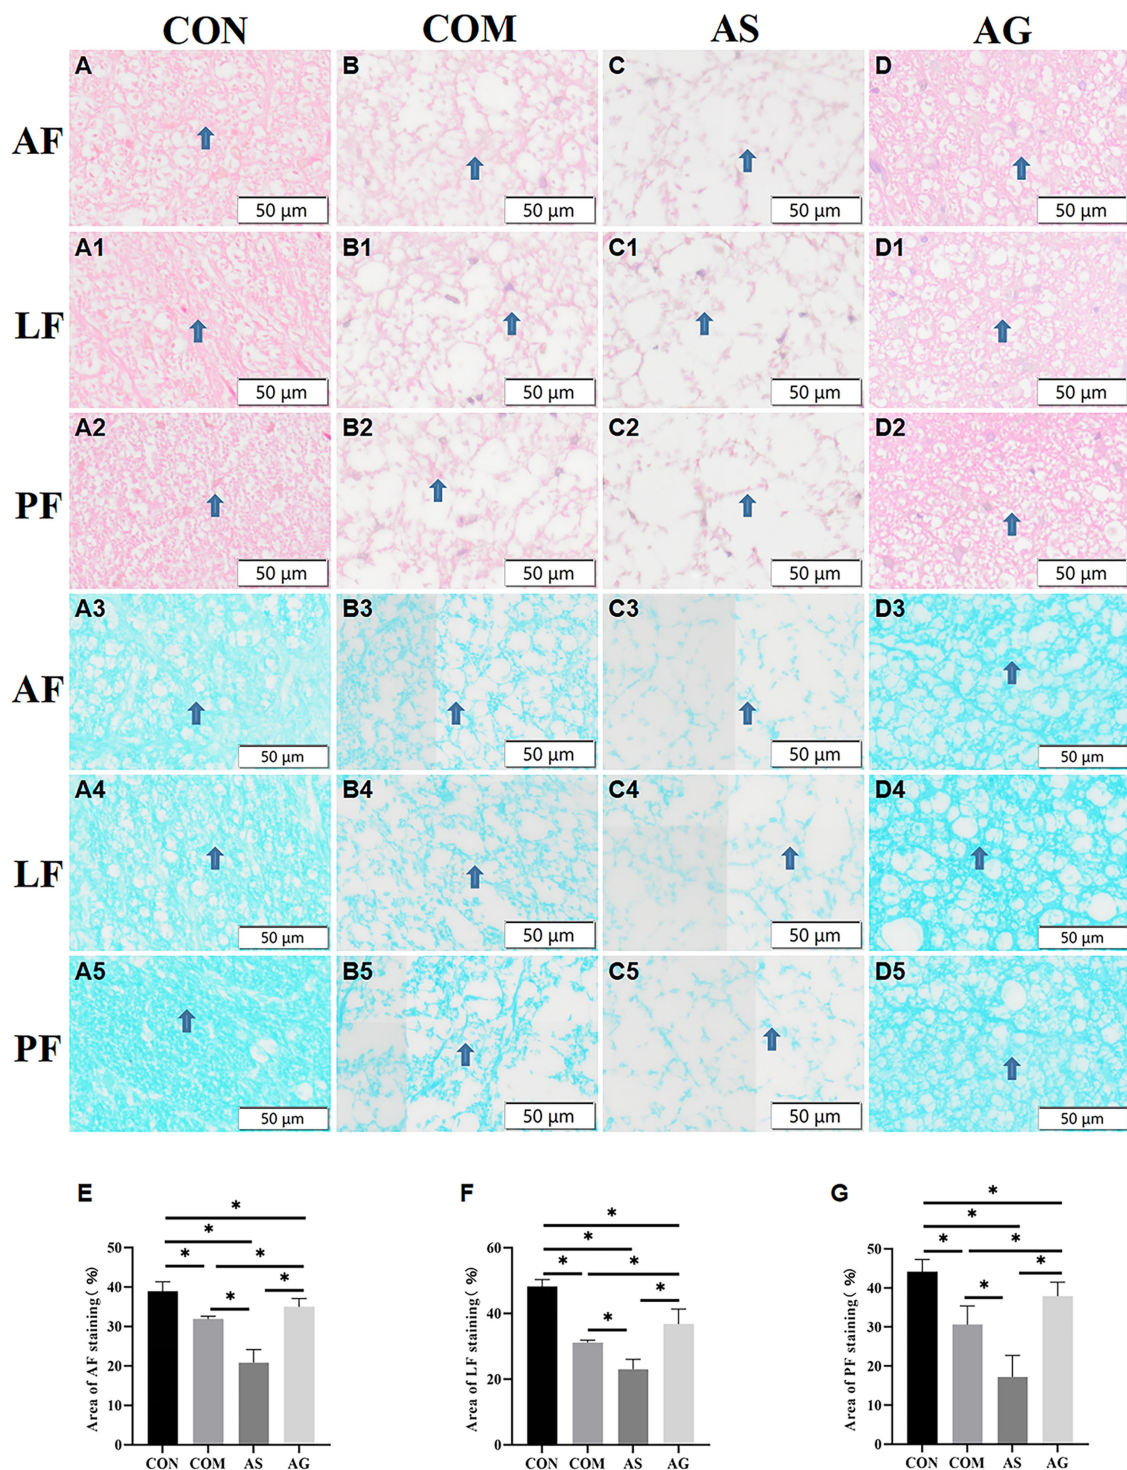 CON COM AS AG
A B C D
AF
50 µm 50 µm 50 µm 50 µm
A1 B1 C1 D1
LF
50 µm 50 µm 50 µm 50 µm
A2 B2 C2 D2
PF
50 µm 50 µm 50 µm 50 µm
A3 B3 C3 D3
AF
50 µm 50 µm 50 µm 50 µm
A4 B4 C4 D4
LF
50 µm 50 µm 50 µm 50 µm
A5 B5 C5 D5
PF
50 µm 50 µm 50 µm 50 µm
E
*
* 
* *
*
*
50
40
30
20
10
0
Area of AF staining( %)
CON COM AS AG
F
*
*
* *
*
*
60
40
20
0
Area of LF staining( %)
CON COM AS AG
G
*
*
* *
*
*
50
40
30
20
10
0
Area of PF staining( %)
CON COM AS AG